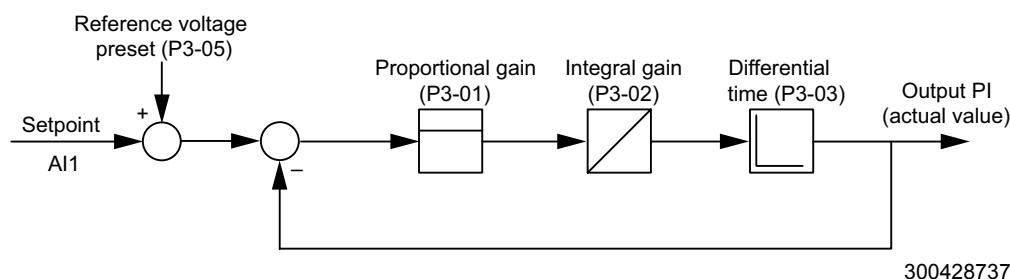 Reference voltage
preset (P3-05)
Proportional gain
(P3-01)
Integral gain
(P3-02)
Differential
time (P3-03)
Output PI
(actual value)
+
Setpoint
AI1
–
300428737